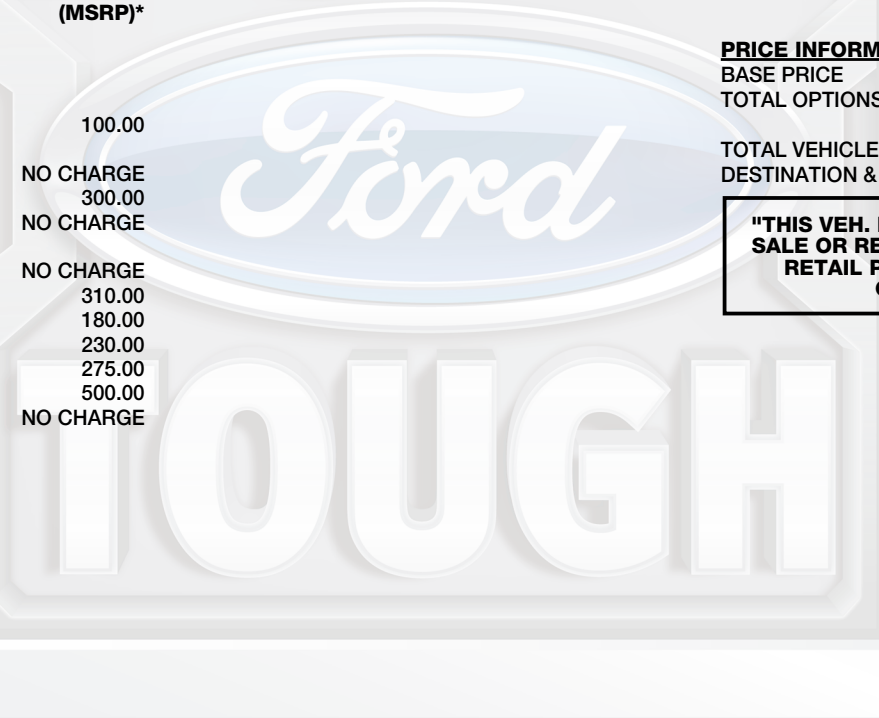 (MSRP)*
100.00
NO CHARGE
300.00
NO CHARGE
NO CHARGE
310.00
180.00
230.00
275.00
500.00
NO CHARGE
PRICE INFORM
BASE PRICE
TOTAL OPTIONS
TOTAL VEHICLE
DESTINATION &
"THIS VEH.
SALE OR RE
RETAIL P
Ford
TOUGH